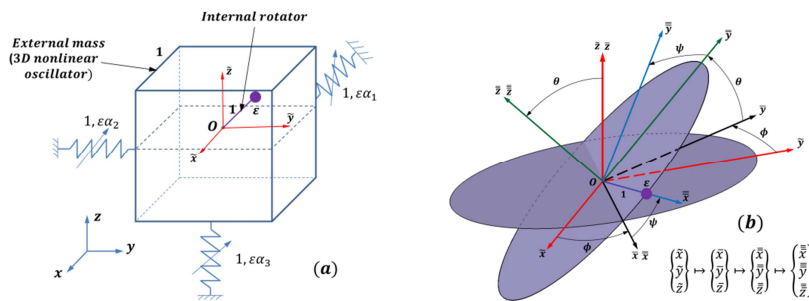 Internal rotator
External mass
(3D nonlinear
oscillator)
1
z̃
1, εα₁
1
ε
1, εα₂
O
ỹ
x̃
z
y
x
1, εα₃
(a)
z̃ z̄
ψ
θ
θ
ϕ
ỹ
O
ε
1
ψ
ϕ
x̃
(b)